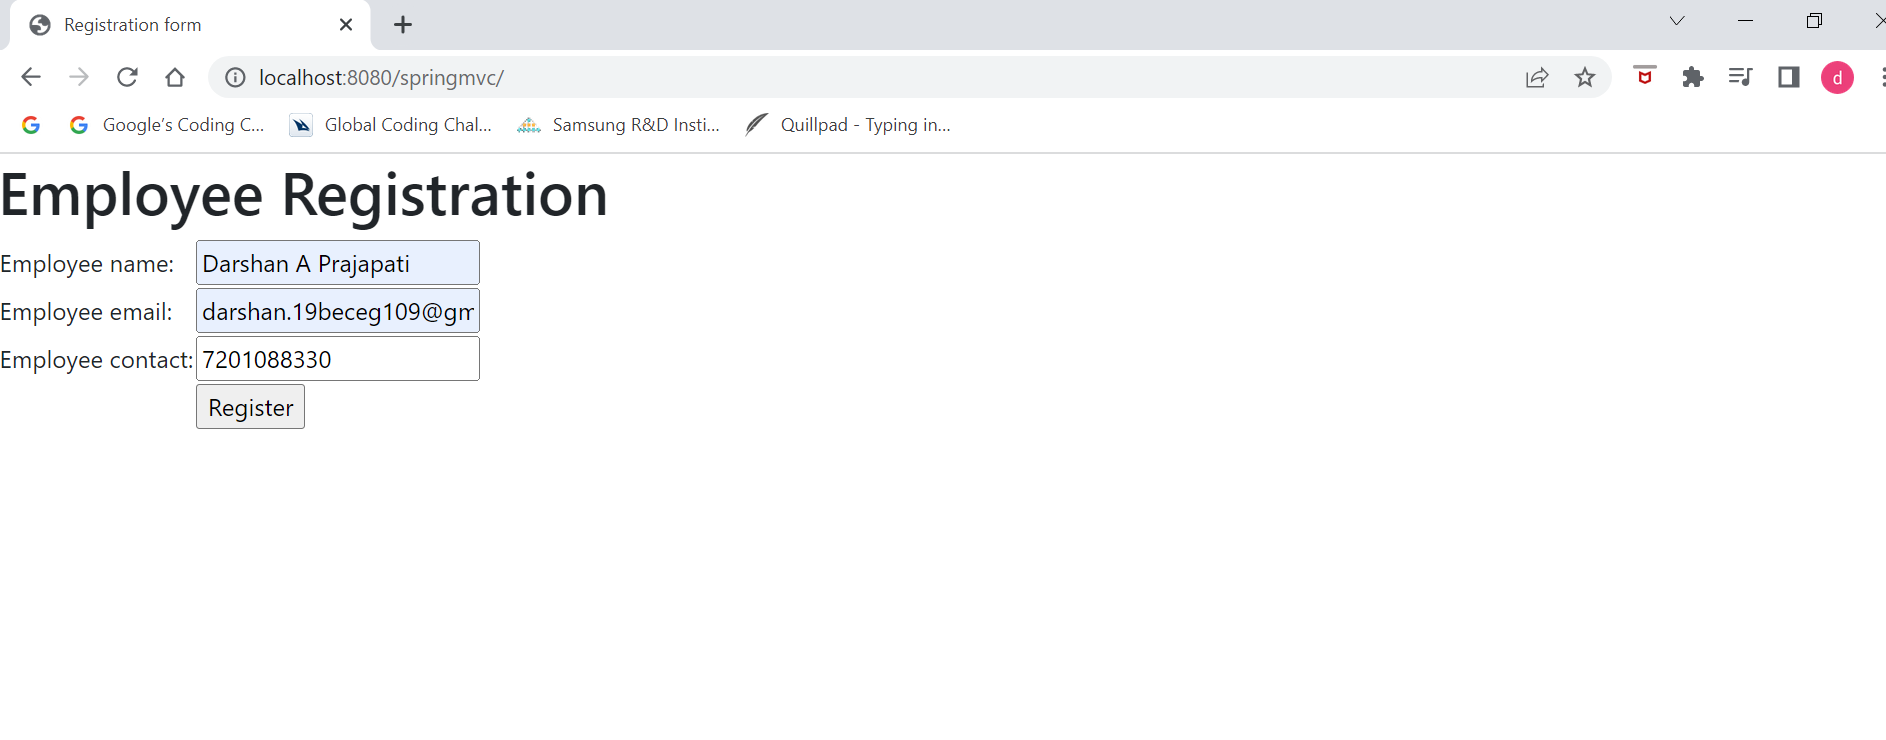 Registration form
localhost:8080/springmvc/
d
Google's Coding C... Global Coding Chal... Samsung R&D Insti... Quillpad - Typing in...
Employee Registration
Employee name: Darshan A Prajapati
Employee email: darshan.19beceg109@gm
Employee contact: 7201088330
Register